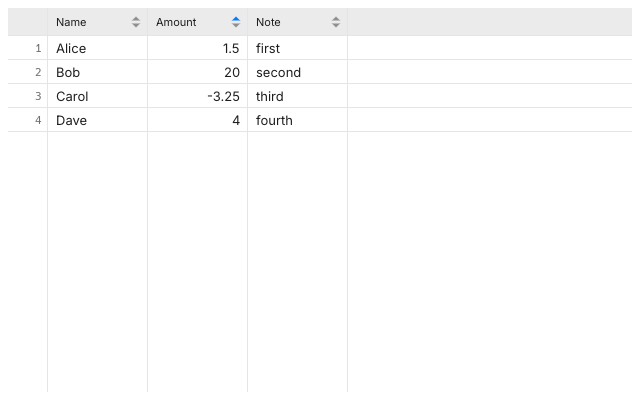 Name Amount Note
1 Alice 1.5 first
2 Bob 20 second
3 Carol -3.25 third
4 Dave 4 fourth